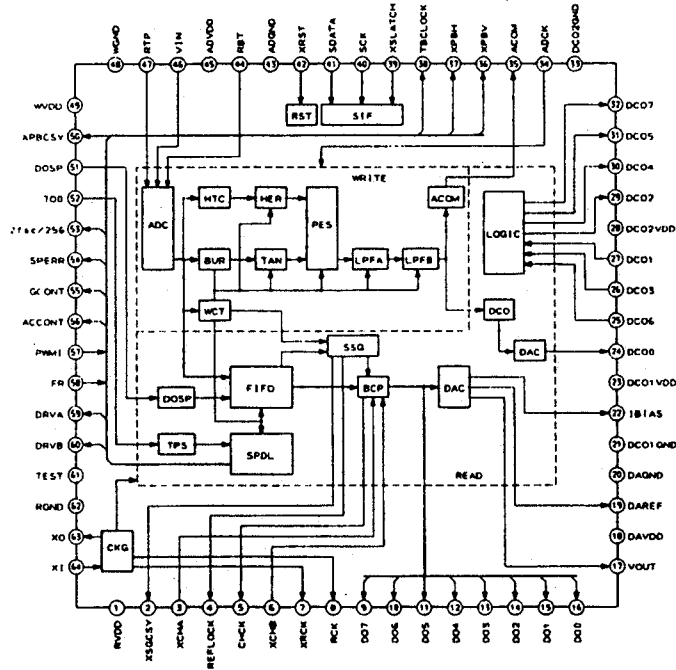 WGND RTP VIN ADVDD RBT ADGND XRST SDATA SCK XSLATCH TBCLOCK XPBH XPBV ACOM ADCK DCO2GND
48 47 46 45 44 43 42 41 40 39 38 37 36 35 34 33
WVDD 49
XPBCSY 50
DOSP 51
TOD 52
2fsc/256 53
SPERR 54
GCONT 55
ACCONT 56
PWMI 57
FR 58
DRVA 59
DRVB 60
TEST 61
RGND 62
XO 63
XI 64
RST SIF
WRITE
ADC HTC HER PES ACOM LOGIC
BUR TAN LPFA LPFB
WCT DCO
SSG DAC
DOSP FIFO BCP DAC
TPS SPDL
READ
CKG
32 DCO7
31 DCO5
30 DCO4
29 DCO2
28 DCO2VDD
27 DCO1
26 DCO3
25 DCO6
24 DCO0
23 DCO1VDD
22 IBIAS
21 DCO1GND
20 DAGND
19 DAREF
18 DAVDD
17 VOUT
1 2 3 4 5 6 7 8 9 10 11 12 13 14 15 16
RVDD XSGCSY XCHA REFLOCK CHCK XCHB XRCK RCK DO7 DO6 DO5 DO4 DO3 DO2 DO1 DO0